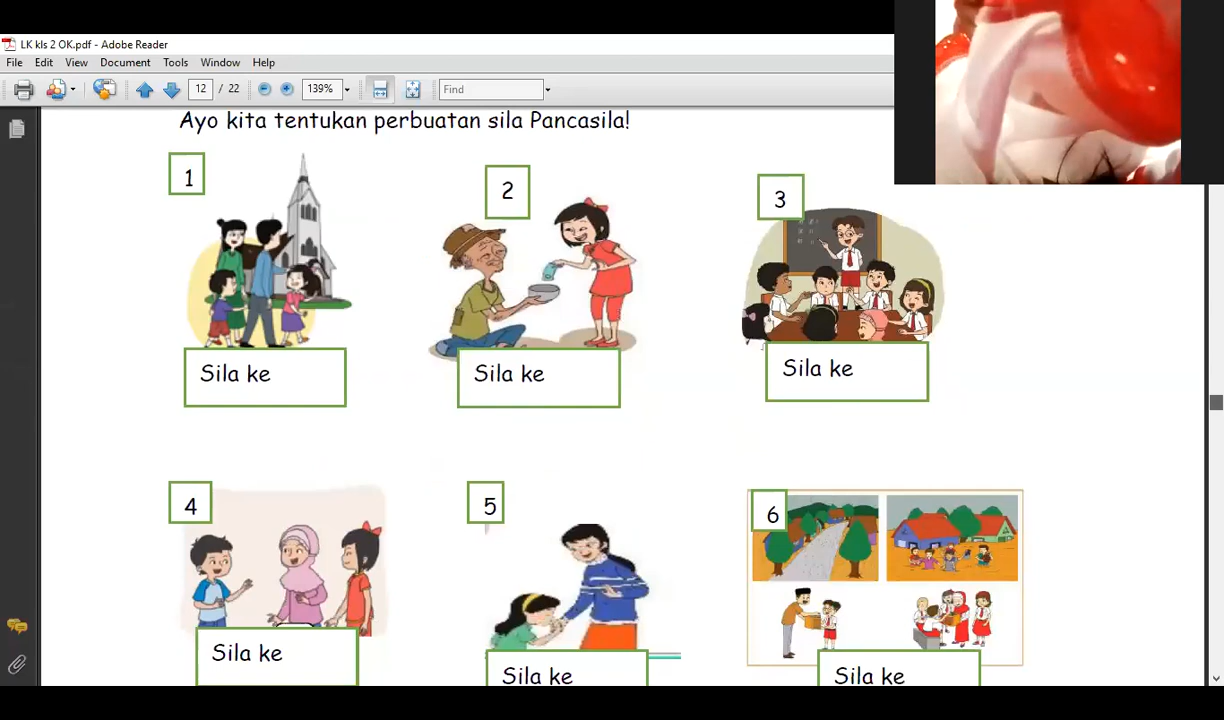 LK kls 2 OK.pdf - Adobe Reader
File Edit View Document Tools Window Help
12 / 22 139% Find
Ayo kita tentukan perbuatan sila Pancasila!
1 2 3
Sila ke Sila ke Sila ke
4 5 6
Sila ke Sila ke Sila ke